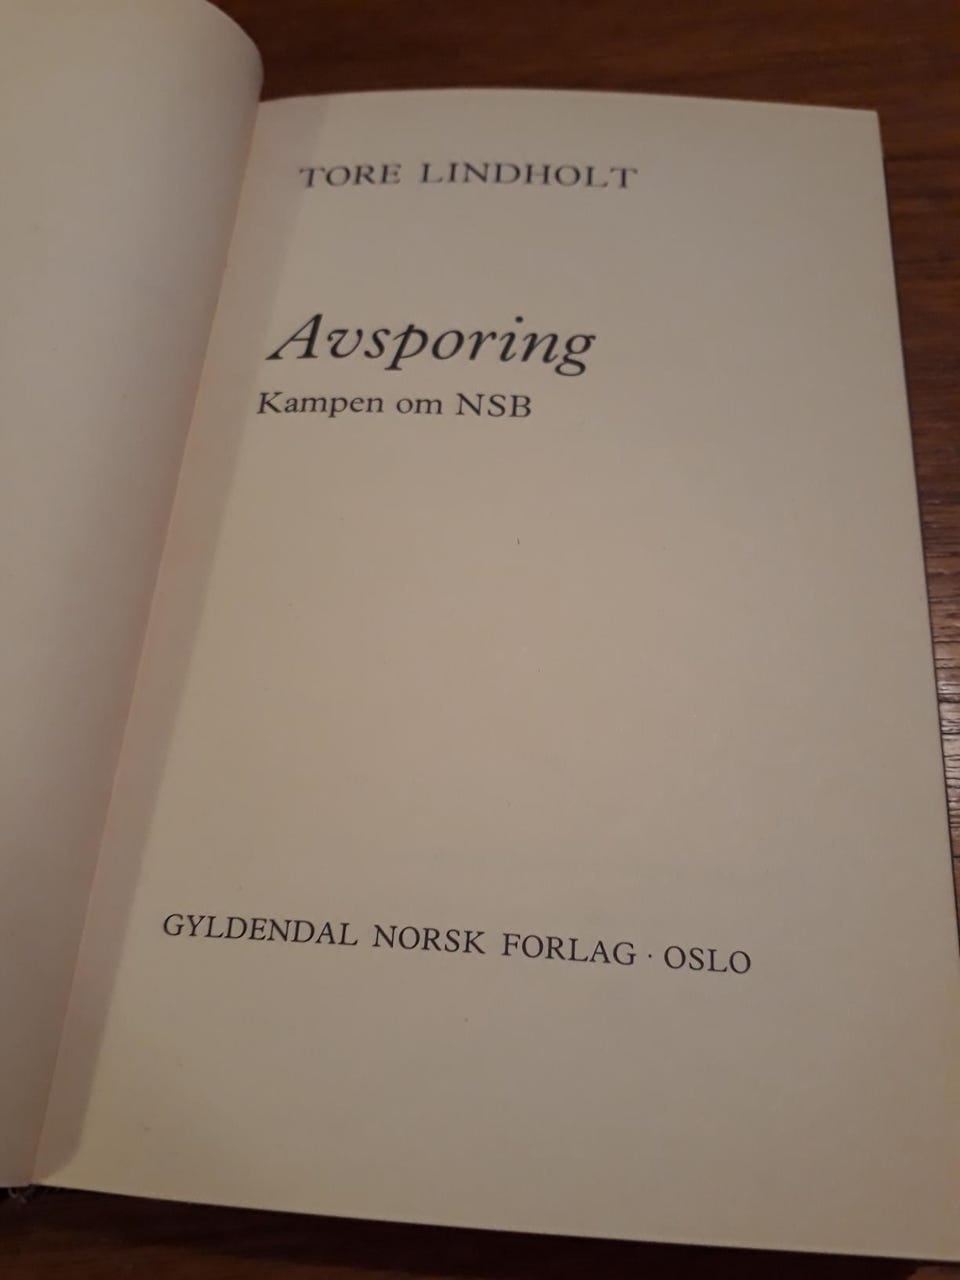 TORE LINDHOLT
Avsporing
Kampen om NSB
GYLDENDAL NORSK FORLAG · OSLO